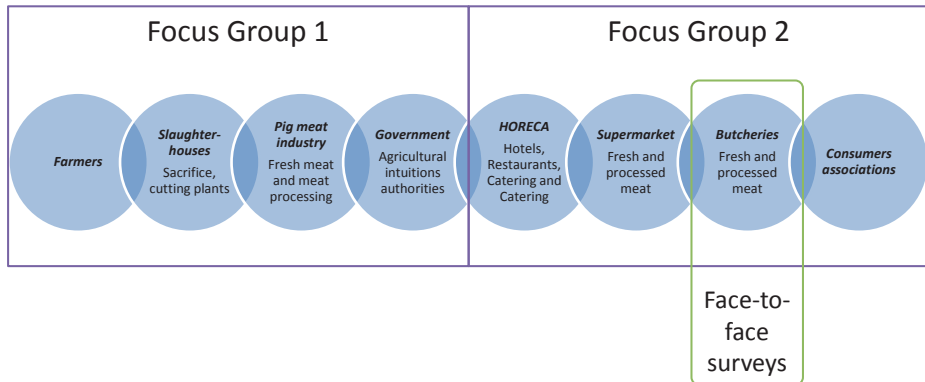 Focus Group 1
Focus Group 2
Farmers
Slaughter-
houses
Sacrifice,
cutting plants
Pig meat
industry
Fresh meat
and meat
processing
Government
Agricultural
intuitions
authorities
HORECA
Hotels,
Restaurants,
Catering and
Catering
Supermarket
Fresh and
processed
meat
Butcheries
Fresh and
processed
meat
Consumers
associations
Face-to-
face
surveys